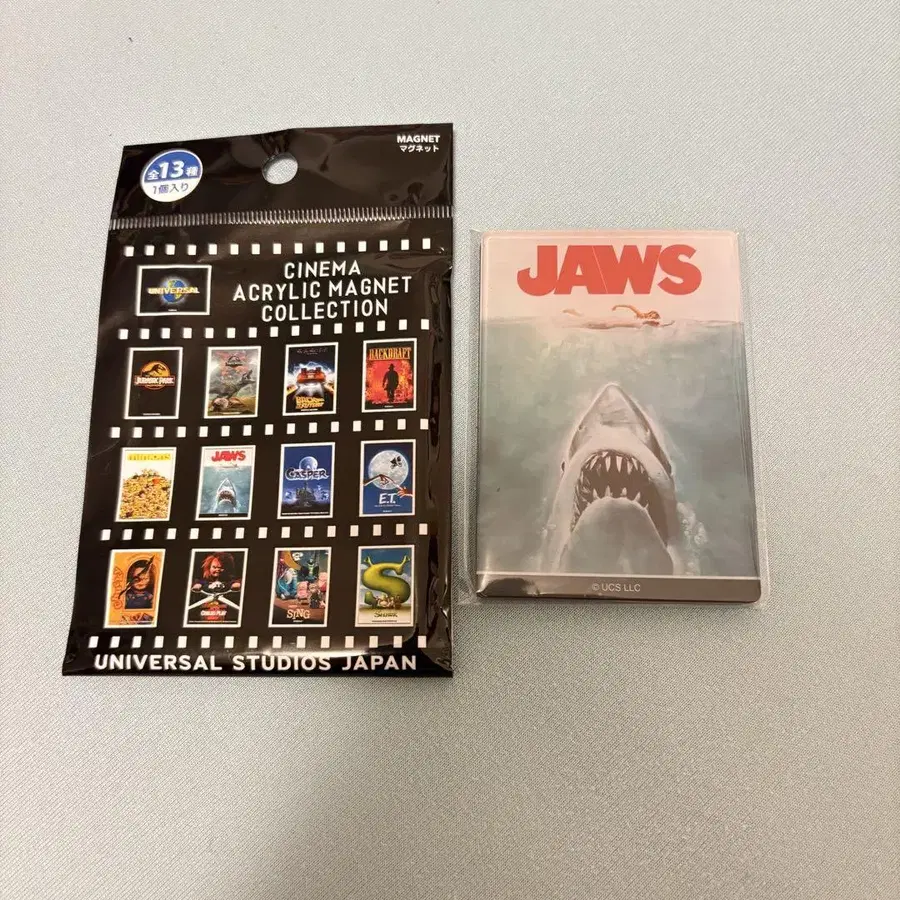 MAGNET
マグネット
全13種
1個入り
CINEMA
ACRYLIC MAGNET
COLLECTION
UNIVERSAL
JURASSIC PARK
BACKDRAFT
JAWS
CASPER
E.T.
SING
UNIVERSAL STUDIOS JAPAN
JAWS
© UCS LLC